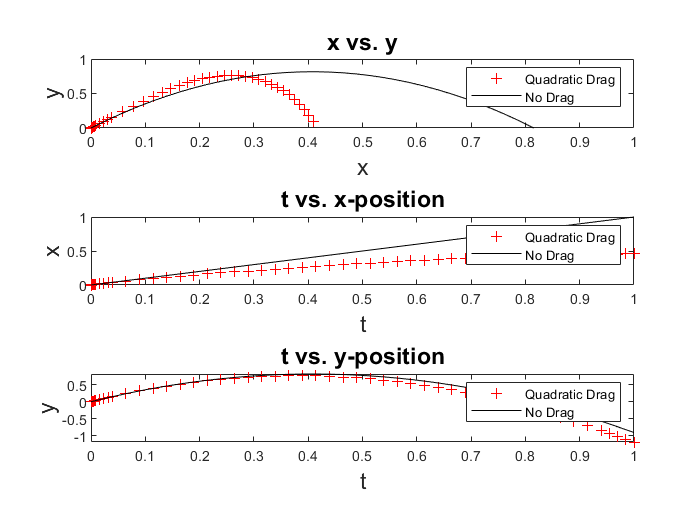 x vs. y
1
0.5
0
y
Quadratic Drag
No Drag
0 0.1 0.2 0.3 0.4 0.5 0.6 0.7 0.8 0.9 1
x
t vs. x-position
1
0.5
0
x
Quadratic Drag
No Drag
0 0.1 0.2 0.3 0.4 0.5 0.6 0.7 0.8 0.9 1
t
t vs. y-position
0.5
0
-0.5
-1
y
Quadratic Drag
No Drag
0 0.1 0.2 0.3 0.4 0.5 0.6 0.7 0.8 0.9 1
t